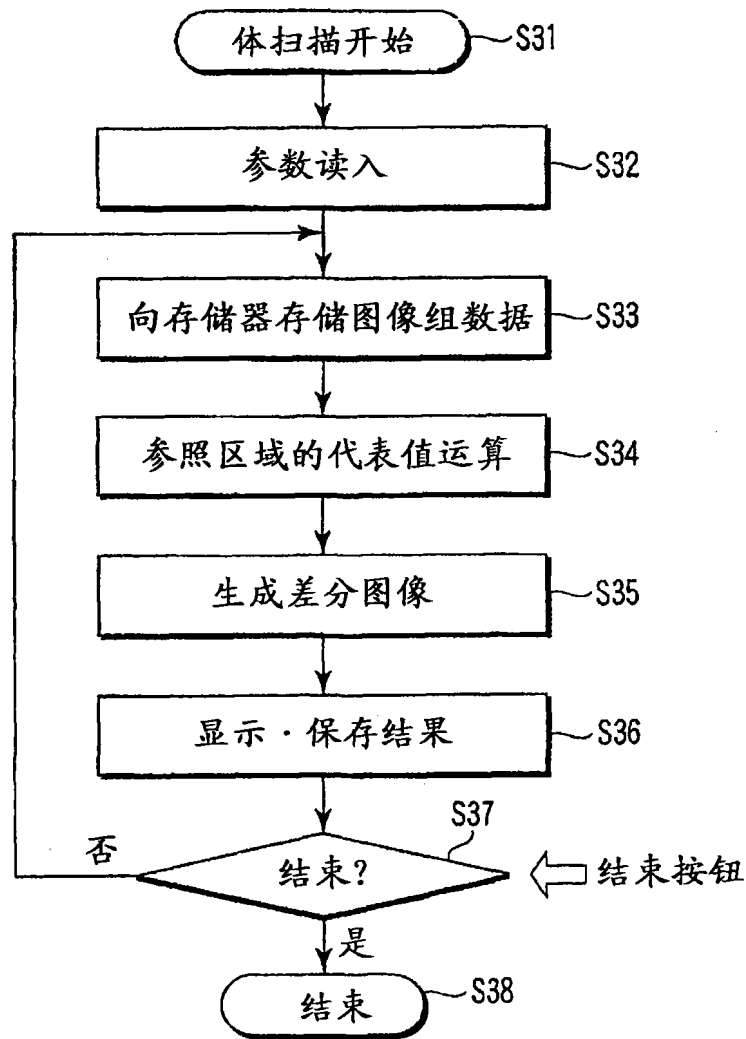 体扫描开始 S31
参数读入 S32
向存储器存储图像组数据 S33
参照区域的代表值运算 S34
生成差分图像 S35
显示·保存结果 S36
S37
否
结束?
结束按钮
是
结束 S38